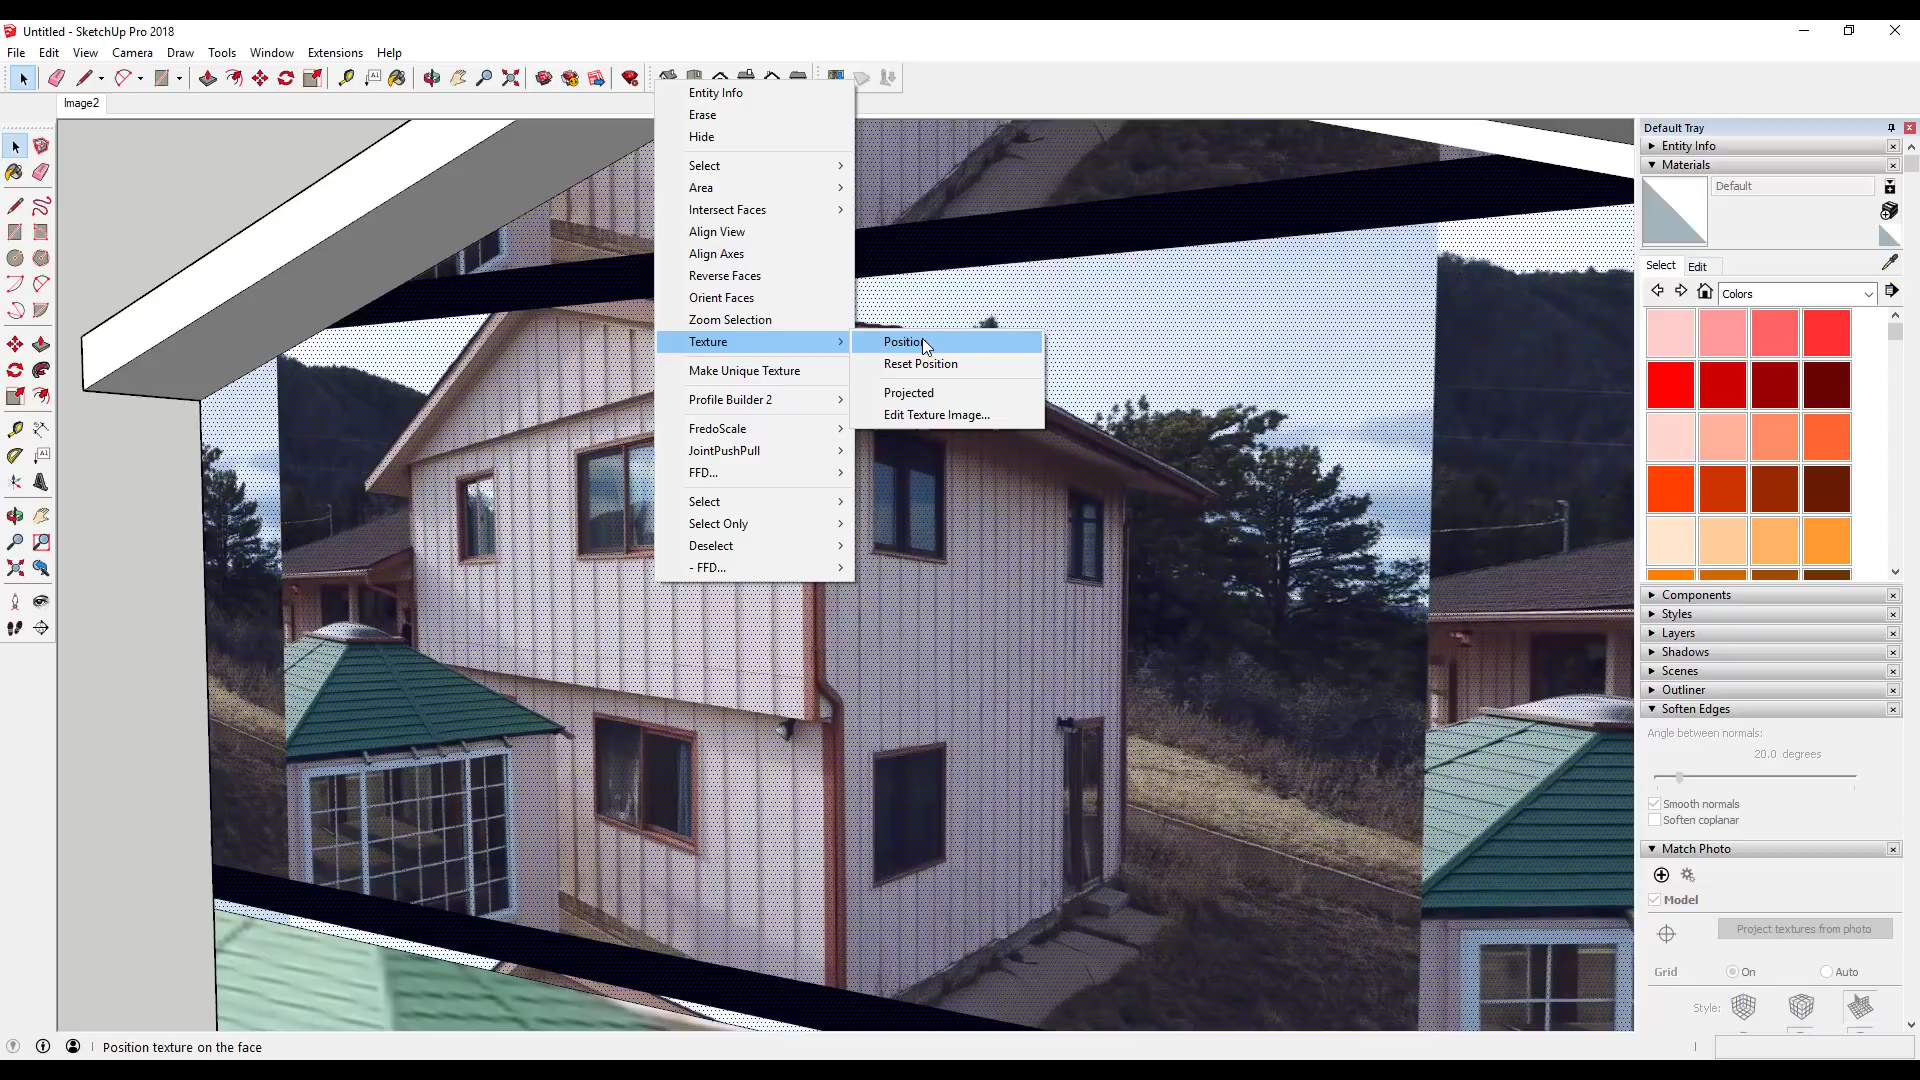 Untitled - SketchUp Pro 2018
File Edit View Camera Draw Tools Window Extensions Help
Image2
Entity Info
Erase
Hide
Select
Area
Intersect Faces
Align View
Align Axes
Reverse Faces
Orient Faces
Zoom Selection
Texture
Make Unique Texture
Profile Builder 2
FredoScale
JointPushPull
FFD...
Select
Select Only
Deselect
- FFD...
Position
Reset Position
Projected
Edit Texture Image...
Default Tray
Entity Info
Materials
Default
Select Edit
Colors
Components
Styles
Layers
Shadows
Scenes
Outliner
Soften Edges
Angle between normals:
20.0 degrees
Smooth normals
Soften coplanar
Match Photo
Model
Project textures from photo
Grid On Auto
Style:
Position texture on the face